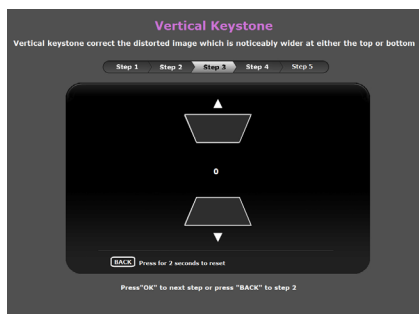 Vertical Keystone
Vertical keystone correct the distorted image which is noticeably wider at either the top or bottom
Step 1 Step 2 Step 3 Step 4 Step 5
0
BACK Press for 2 seconds to reset
Press"OK" to next step or press "BACK" to step 2